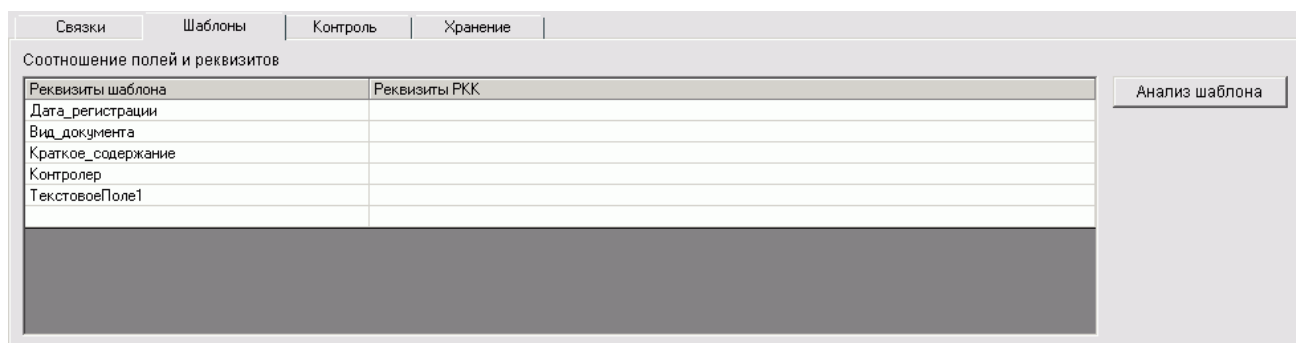 Связки Шаблоны Контроль Хранение
Соотношение полей и реквизитов
Реквизиты шаблона Реквизиты РКК Анализ шаблона
Дата_регистрации
Вид_документа
Краткое_содержание
Контролер
ТекстовоеПоле1